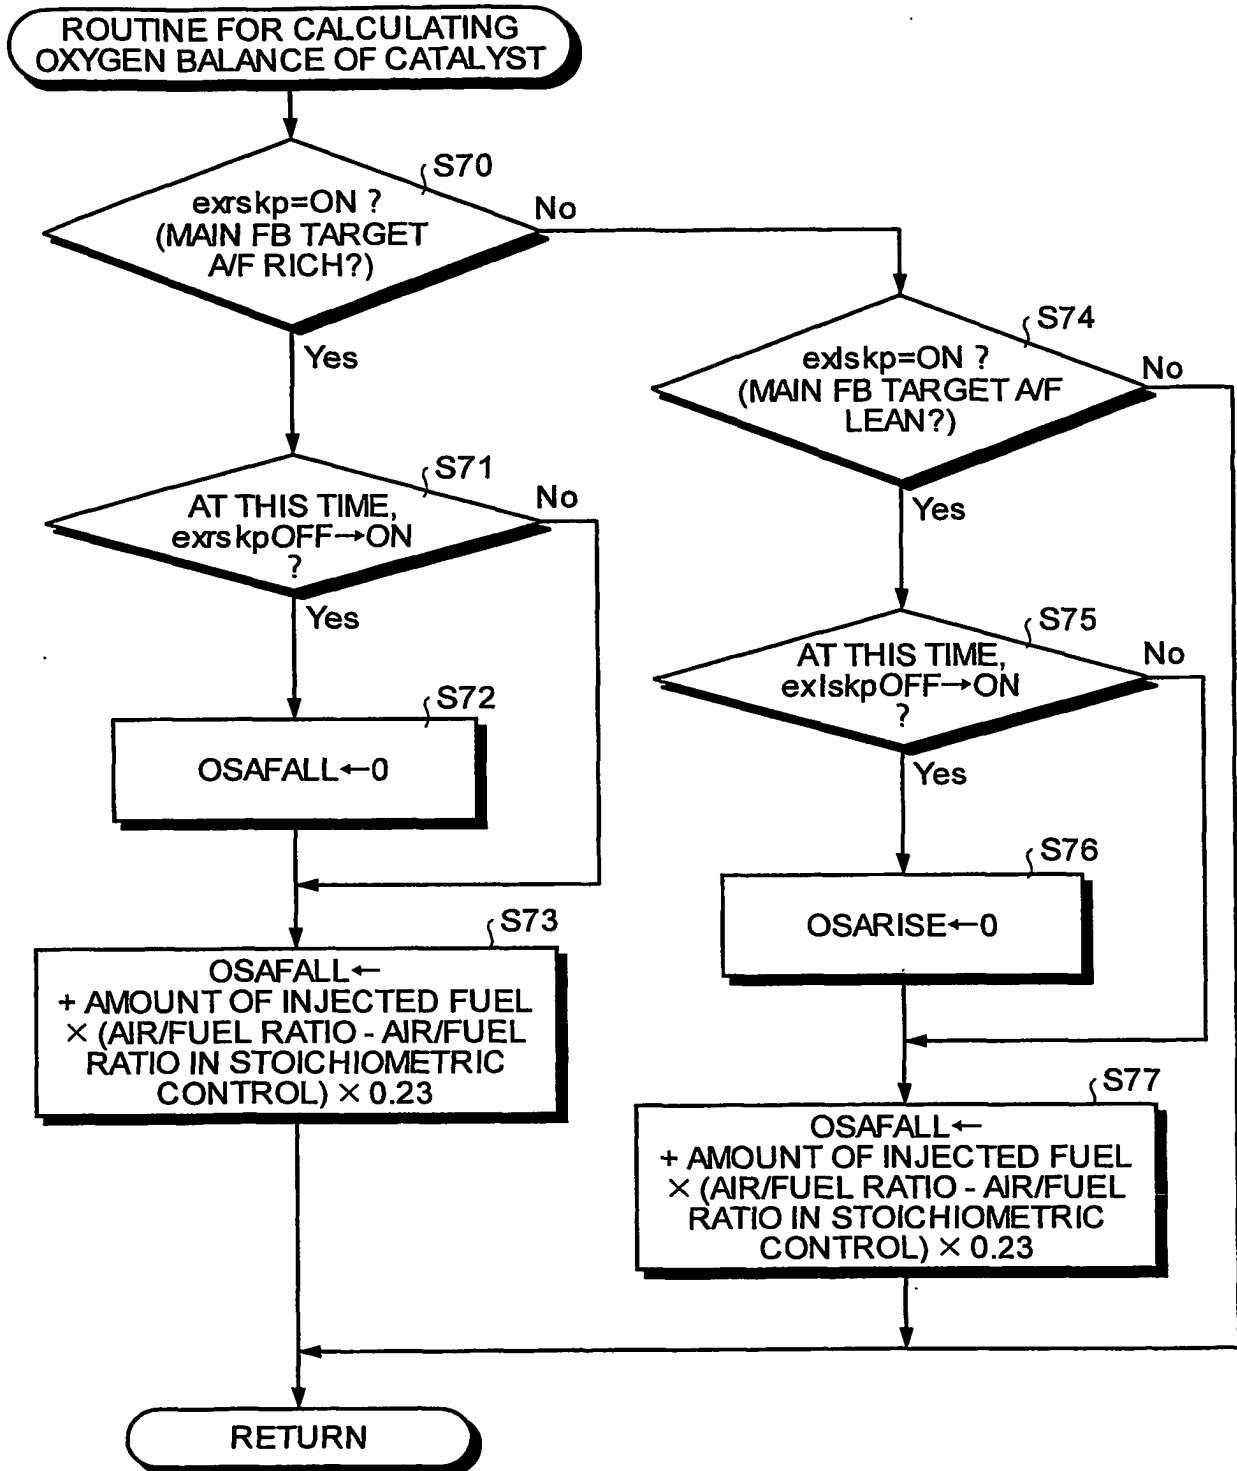 ROUTINE FOR CALCULATING
OXYGEN BALANCE OF CATALYST
S70
exrskp=ON ?
(MAIN FB TARGET
A/F RICH?)
No
Yes
S74
exlskp=ON ?
(MAIN FB TARGET A/F
LEAN?)
No
Yes
S71
AT THIS TIME,
exrskpOFF→ON
?
No
Yes
S75
AT THIS TIME,
exlskpOFF→ON
?
No
Yes
S72
OSAFALL←0
S76
OSARISE←0
S73
OSAFALL←
+ AMOUNT OF INJECTED FUEL
× (AIR/FUEL RATIO - AIR/FUEL
RATIO IN STOICHIOMETRIC
CONTROL) × 0.23
S77
OSAFALL←
+ AMOUNT OF INJECTED FUEL
× (AIR/FUEL RATIO - AIR/FUEL
RATIO IN STOICHIOMETRIC
CONTROL) × 0.23
RETURN